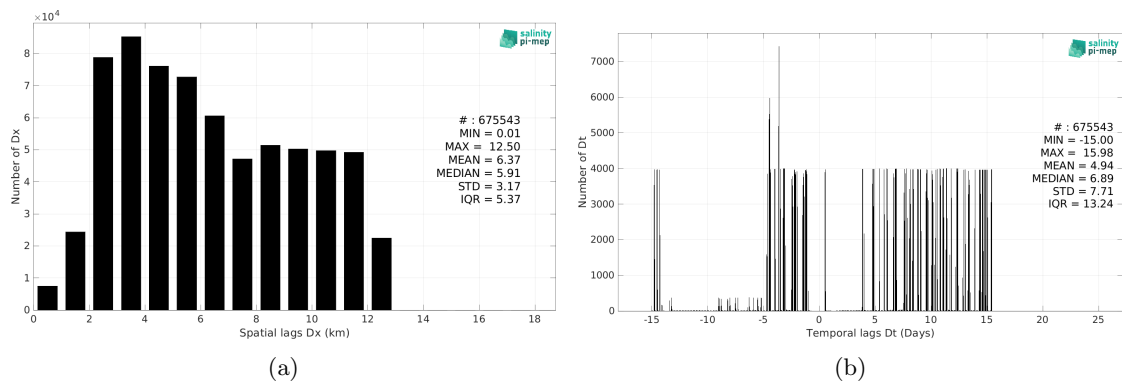 ×10⁴
9
8
7
6
5
4
3
2
1
0
Number of Dx
0 2 4 6 8 10 12 14 16 18
Spatial lags Dx (km)
salinity
pi-mep
# : 675543
MIN = 0.01
MAX = 12.50
MEAN = 6.37
MEDIAN = 5.91
STD = 3.17
IQR = 5.37
(a)
7000
6000
5000
4000
3000
2000
1000
0
Number of Dt
-15 -10 -5 0 5 10 15 20 25
Temporal lags Dt (Days)
salinity
pi-mep
# : 675543
MIN = -15.00
MAX = 15.98
MEAN = 4.94
MEDIAN = 6.89
STD = 7.71
IQR = 13.24
(b)